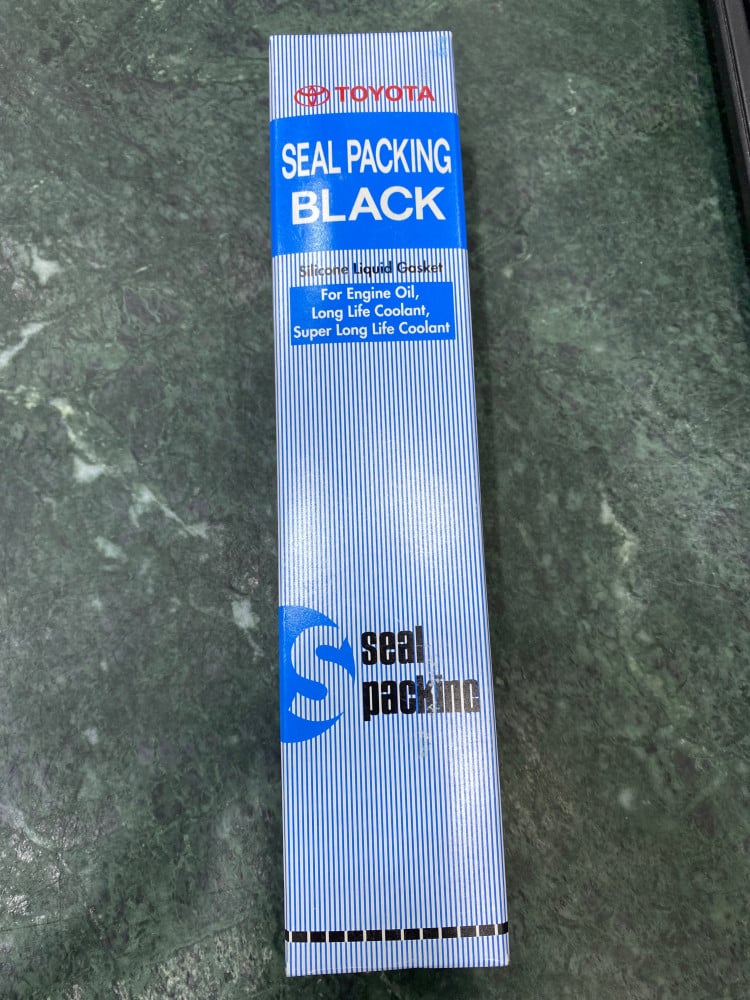 TOYOTA
SEAL PACKING
BLACK
Silicone Liquid Gasket
For Engine Oil,
Long Life Coolant,
Super Long Life Coolant
S seal
packing